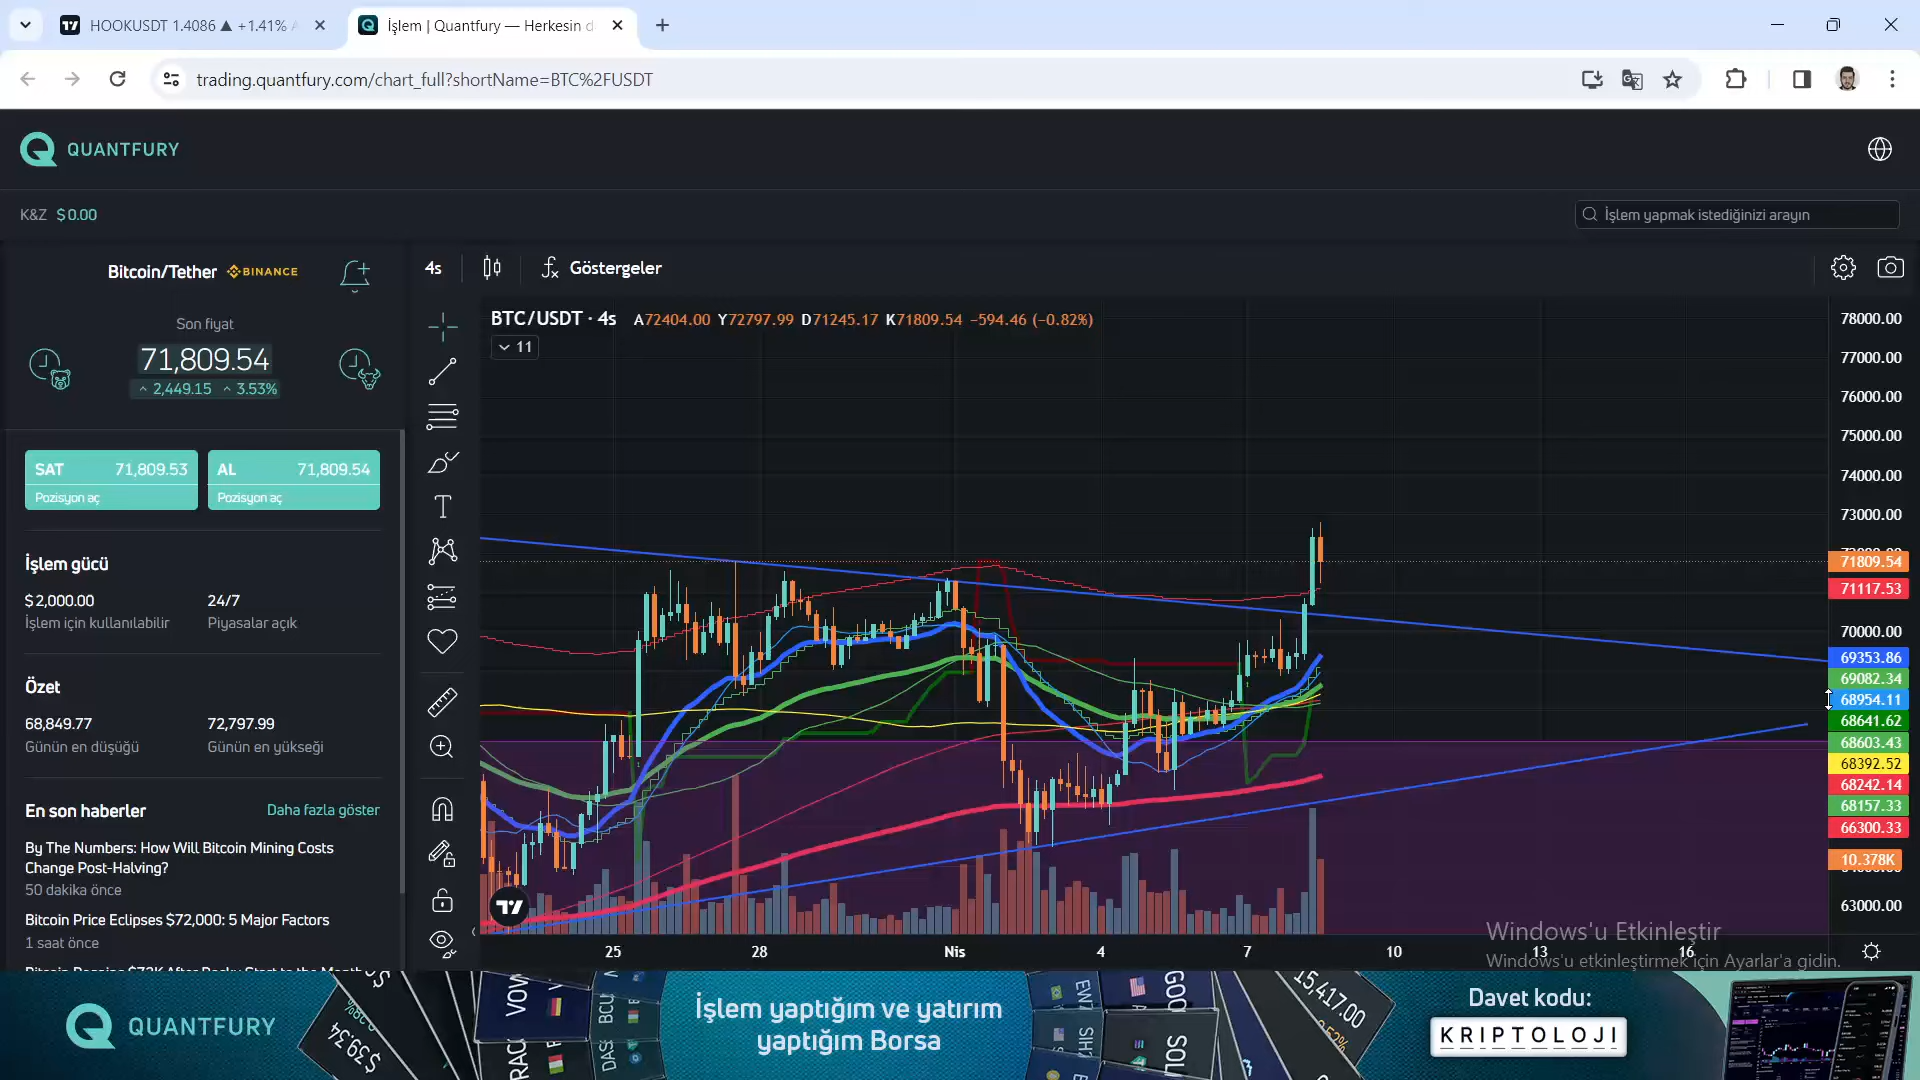 HOOKUSDT 1.4086 ▲ +1.41%
İşlem | Quantfury — Herkesin d
trading.quantfury.com/chart_full?shortName=BTC%2FUSDT
QUANTFURY
K&Z $0.00
İşlem yapmak istediğinizi arayın
Bitcoin/Tether BINANCE
4s
Göstergeler
Son fiyat
71,809.54
2,449.15 3.53%
BTC/USDT · 4s A72404.00 Y72797.99 D71245.17 K71809.54 −594.46 (−0.82%)
11
SAT 71,809.53
Pozisyon aç
AL 71,809.54
Pozisyon aç
İşlem gücü
$2,000.00 24/7
İşlem için kullanılabilir Piyasalar açık
Özet
68,849.77 72,797.99
Günün en düşüğü Günün en yükseği
En son haberler Daha fazla göster
By The Numbers: How Will Bitcoin Mining Costs
Change Post-Halving?
50 dakika önce
Bitcoin Price Eclipses $72,000: 5 Major Factors
1 saat önce
78000.00
77000.00
76000.00
75000.00
74000.00
73000.00
71809.54
71117.53
70000.00
69353.86
69082.34
68954.11
68641.62
68603.43
68392.52
68242.14
68157.33
66300.33
10.378K
63000.00
25 28 Nis 4 7 10 13 16
Windows'u Etkinleştir
Windows'u etkinleştirmek için Ayarlar'a gidin.
QUANTFURY
$39.34
İşlem yaptığım ve yatırım
yaptığım Borsa
15,417.00
Davet kodu:
KRIPTOLOJI